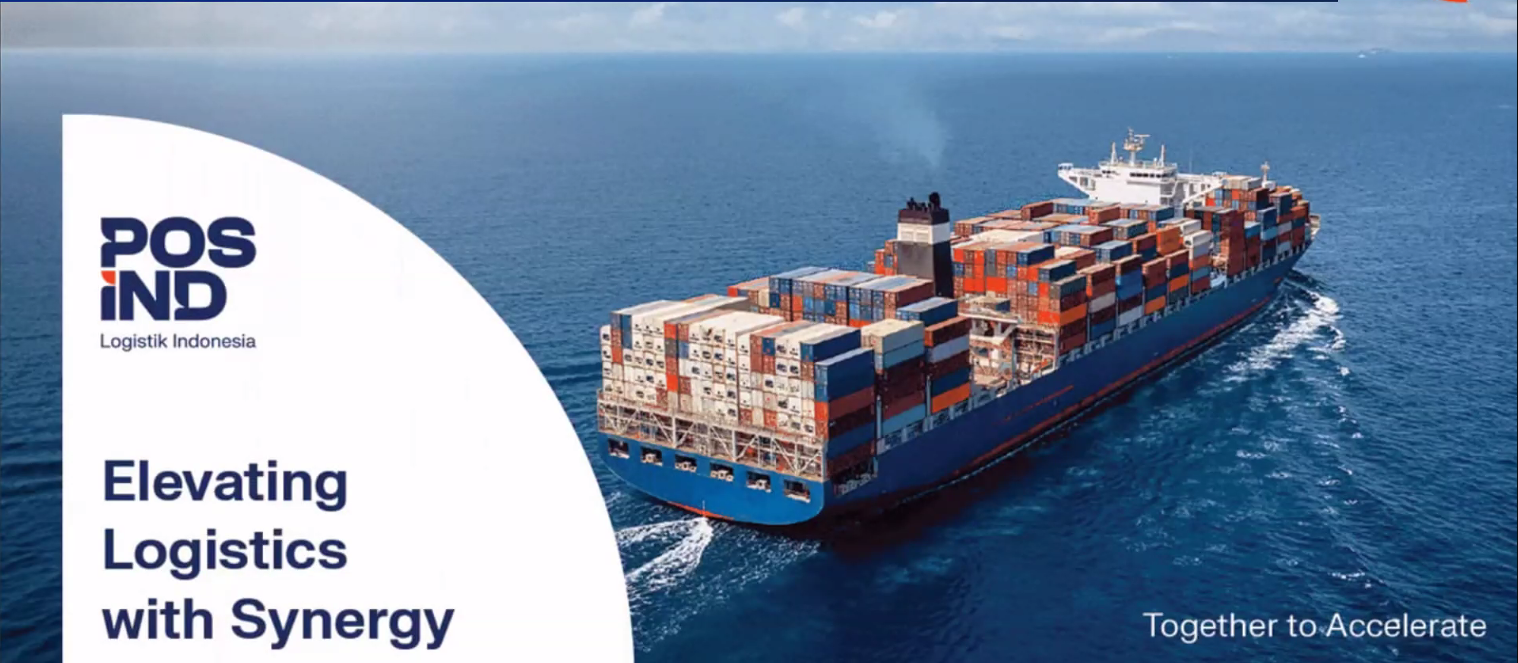 POS
IND
Logistik Indonesia
Elevating
Logistics
with Synergy
Together to Accelerate